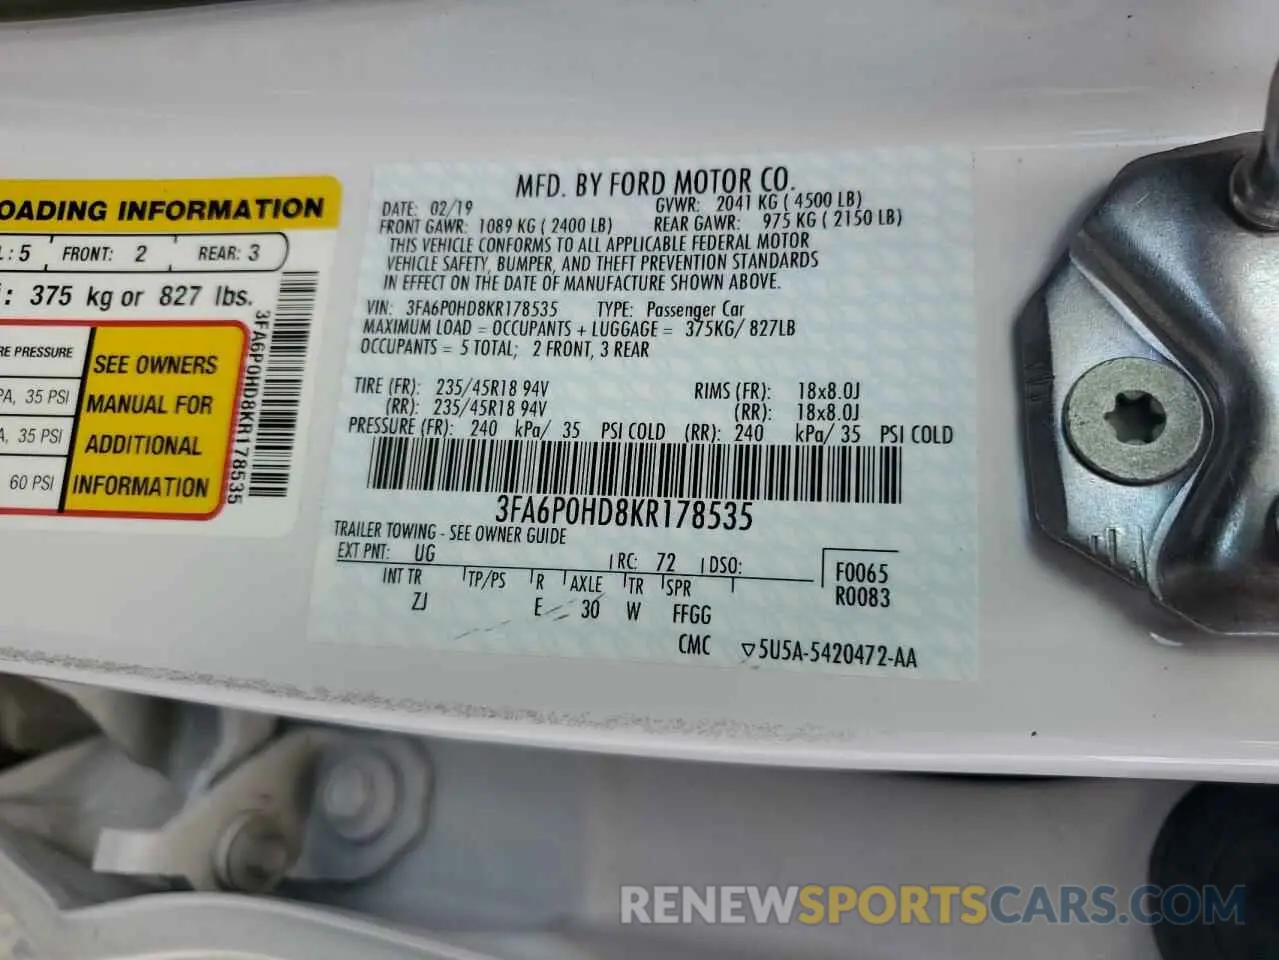 OADING INFORMATION
: 5 FRONT: 2 REAR: 3
: 375 kg or 827 lbs.
RE PRESSURE
PA, 35 PSI
A, 35 PSI
60 PSI
SEE OWNERS
MANUAL FOR
ADDITIONAL
INFORMATION
3FA6P0HD8KR178535
MFD. BY FORD MOTOR CO.
DATE: 02/19 GVWR: 2041 KG ( 4500 LB)
FRONT GAWR: 1089 KG ( 2400 LB) REAR GAWR: 975 KG ( 2150 LB)
THIS VEHICLE CONFORMS TO ALL APPLICABLE FEDERAL MOTOR
VEHICLE SAFETY, BUMPER, AND THEFT PREVENTION STANDARDS
IN EFFECT ON THE DATE OF MANUFACTURE SHOWN ABOVE.
VIN: 3FA6P0HD8KR178535 TYPE: Passenger Car
MAXIMUM LOAD = OCCUPANTS + LUGGAGE = 375KG/ 827LB
OCCUPANTS = 5 TOTAL; 2 FRONT, 3 REAR
TIRE (FR): 235/45R18 94V RIMS (FR): 18x8.0J
(RR): 235/45R18 94V (RR): 18x8.0J
PRESSURE (FR): 240 kPa/ 35 PSI COLD (RR): 240 kPa/ 35 PSI COLD
3FA6P0HD8KR178535
TRAILER TOWING - SEE OWNER GUIDE
EXT PNT: UG RC: 72 DSO:
INT TR TP/PS R AXLE TR SPR
ZJ E 30 W FFGG
F0065
R0083
CMC ▽5U5A-5420472-AA
RENEWSPORTSCARS.COM